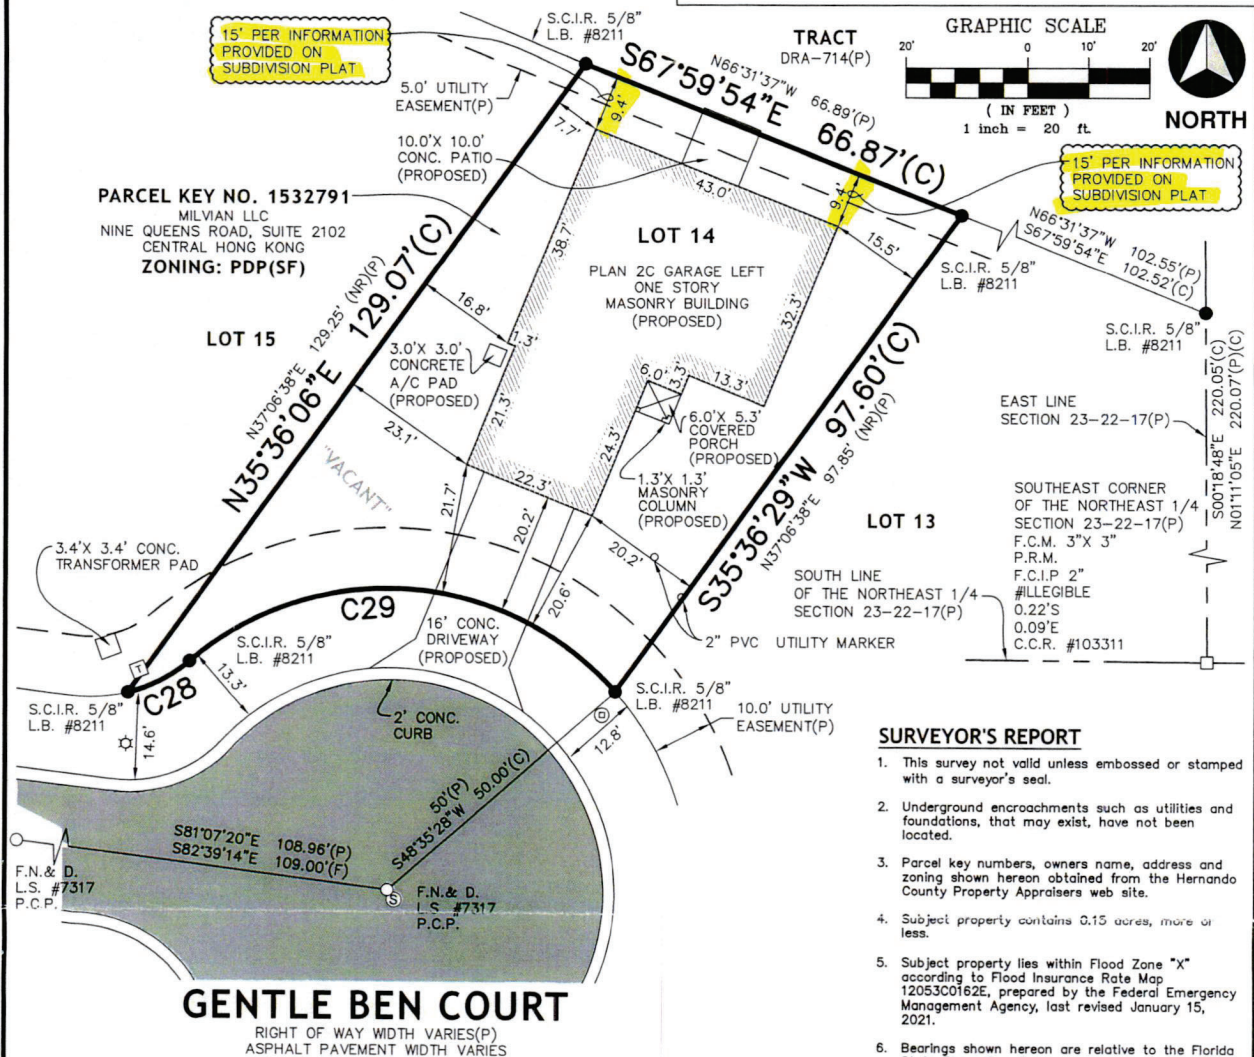 15' PER INFORMATION
PROVIDED ON
SUBDIVISION PLAT
S.C.I.R. 5/8"
L.B. #8211
5.0' UTILITY
EASEMENT(P)
TRACT
DRA-714(P)
GRAPHIC SCALE
20' 0 10' 20'
( IN FEET )
1 inch = 20 ft.
NORTH
N66°31'37"W 66.89'(P)
S67°59'54"E 66.87'(C)
15' PER INFORMATION
PROVIDED ON
SUBDIVISION PLAT
10'
9.4'
7.7'
10.0'X 10.0'
CONC. PATIO
(PROPOSED)
43.0'
9.4'
10'
15.5'
N66°31'37"W 102.55'(P)
S67°59'54"E 102.52'(C)
S.C.I.R. 5/8"
L.B. #8211
S.C.I.R. 5/8"
L.B. #8211
PARCEL KEY NO. 1532791
MILVIAN LLC
NINE QUEENS ROAD, SUITE 2102
CENTRAL HONG KONG
ZONING: PDP(SF)
LOT 15
N37°06'38"E 129.25' (NR)(P)
N35°36'06"E 129.07'(C)
38.7'
LOT 14
PLAN 2C GARAGE LEFT
ONE STORY
MASONRY BUILDING
(PROPOSED)
32.3'
16.8'
1.3'
3.0'X 3.0'
CONCRETE
A/C PAD
(PROPOSED)
6.0'
3.3'
13.3'
6.0'X 5.3'
COVERED
PORCH
(PROPOSED)
21.3'
23.1'
24.3'
1.3'X 1.3'
MASONRY
COLUMN
(PROPOSED)
22.3'
"VACANT"
21.7'
20.2'
20.6'
20.2'
S35°36'29"W 97.60'(C)
N37°06'38"E 97.85' (NR)(P)
LOT 13
EAST LINE
SECTION 23-22-17(P)
S00°18'48"E 220.05'(C)
N01°11'05"E 220.07'(P)(C)
SOUTHEAST CORNER
OF THE NORTHEAST 1/4
SECTION 23-22-17(P)
F.C.M. 3"X 3"
P.R.M.
F.C.I.P 2"
#ILLEGIBLE
0.22'S
0.09'E
C.C.R. #103311
SOUTH LINE
OF THE NORTHEAST 1/4
SECTION 23-22-17(P)
3.4'X 3.4' CONC.
TRANSFORMER PAD
T
C28
C29
S.C.I.R. 5/8"
L.B. #8211
16' CONC.
DRIVEWAY
(PROPOSED)
2" PVC UTILITY MARKER
S.C.I.R. 5/8"
L.B. #8211
13.3'
14.6'
2' CONC.
CURB
S.C.I.R. 5/8"
L.B. #8211
10.0' UTILITY
EASEMENT(P)
12.8'
50'(P)
S48°35'28"W 50.00'(C)
S81°07'20"E 108.96'(P)
S82°39'14"E 109.00'(F)
F.N.& D.
L.S. #7317
P.C.P.
S
F.N.& D.
L.S. #7317
P.C.P.
GENTLE BEN COURT
RIGHT OF WAY WIDTH VARIES(P)
ASPHALT PAVEMENT WIDTH VARIES
SURVEYOR'S REPORT
1. This survey not valid unless embossed or stamped
with a surveyor's seal.
2. Underground encroachments such as utilities and
foundations, that may exist, have not been
located.
3. Parcel key numbers, owners name, address and
zoning shown hereon obtained from the Hernando
County Property Appraisers web site.
4. Subject property contains 0.15 acres, more or
less.
5. Subject property lies within Flood Zone "X"
according to Flood Insurance Rate Map
12053C0162E, prepared by the Federal Emergency
Management Agency, last revised January 15,
2021.
6. Bearings shown hereon are relative to the Florida